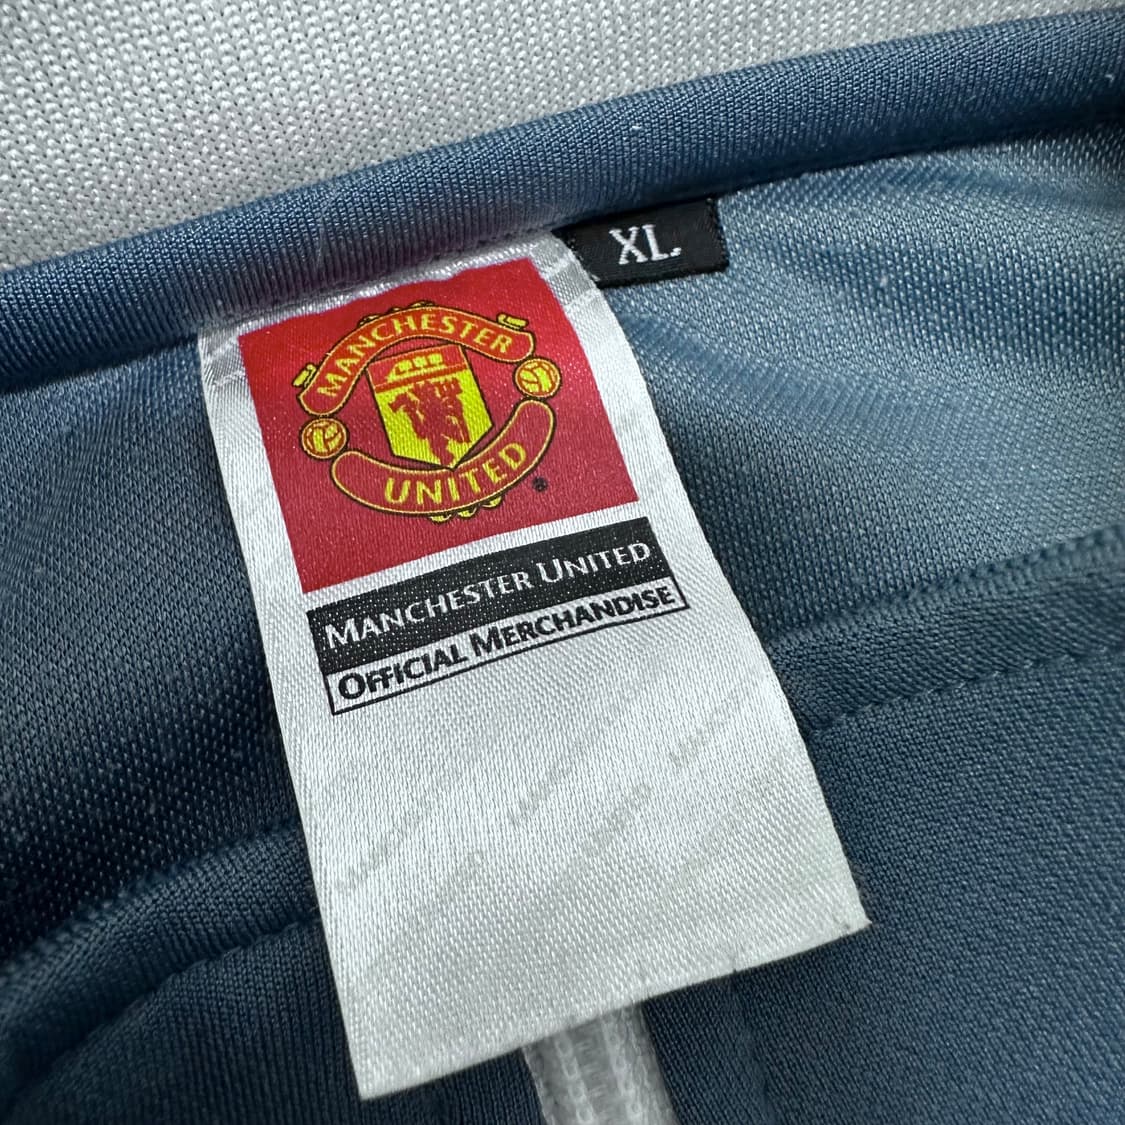 XL
MANCHESTER
UNITED
MANCHESTER UNITED
OFFICIAL MERCHANDISE